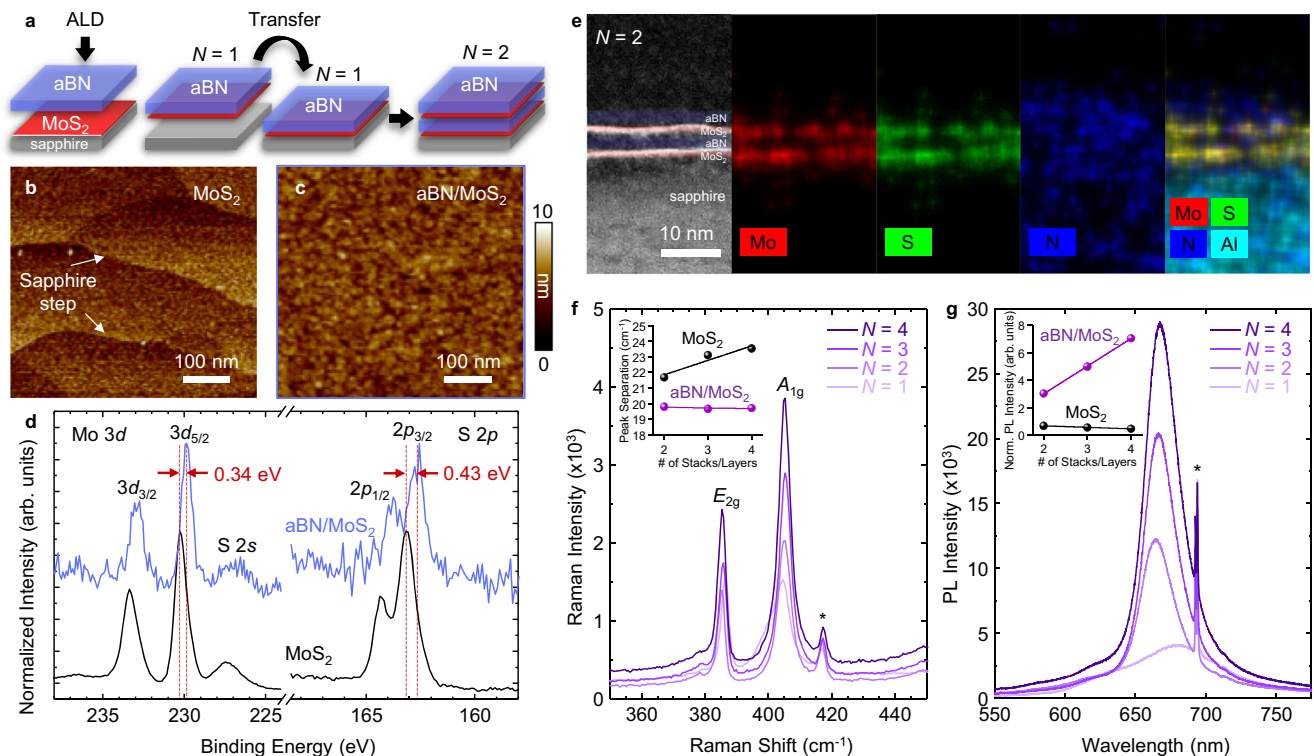 a
ALD
Transfer
N = 1
N = 1
N = 2
aBN
aBN
aBN
MoS₂
sapphire
b
MoS₂
Sapphire
step
100 nm
c
aBN/MoS₂
100 nm
10
nm
0
d
Mo 3d
3d₅/₂
2p₃/₂
S 2p
0.34 eV
0.43 eV
3d₃/₂
2p₁/₂
S 2s
aBN/MoS₂
MoS₂
Normalized Intensity (arb. units)
235
230
225
165
160
Binding Energy (eV)
e
N = 2
aBN
MoS₂
aBN
MoS₂
sapphire
10 nm
Mo
S
N
Mo
S
N
Al
f
5
4
3
2
1
0
Raman Intensity (x10³)
Peak Separation (cm⁻¹)
26
25
24
23
22
21
20
19
18
MoS₂
aBN/MoS₂
2
3
4
# of Stacks/Layers
N = 4
N = 3
N = 2
N = 1
A₁g
E₂g
*
360
380
400
420
440
Raman Shift (cm⁻¹)
g
30
25
20
15
10
5
0
PL Intensity (x10³)
Norm. PL Intensity (arb. units)
8
6
4
2
0
aBN/MoS₂
MoS₂
2
3
4
# of Stacks/Layers
N = 4
N = 3
N = 2
N = 1
*
550
600
650
700
750
Wavelength (nm)